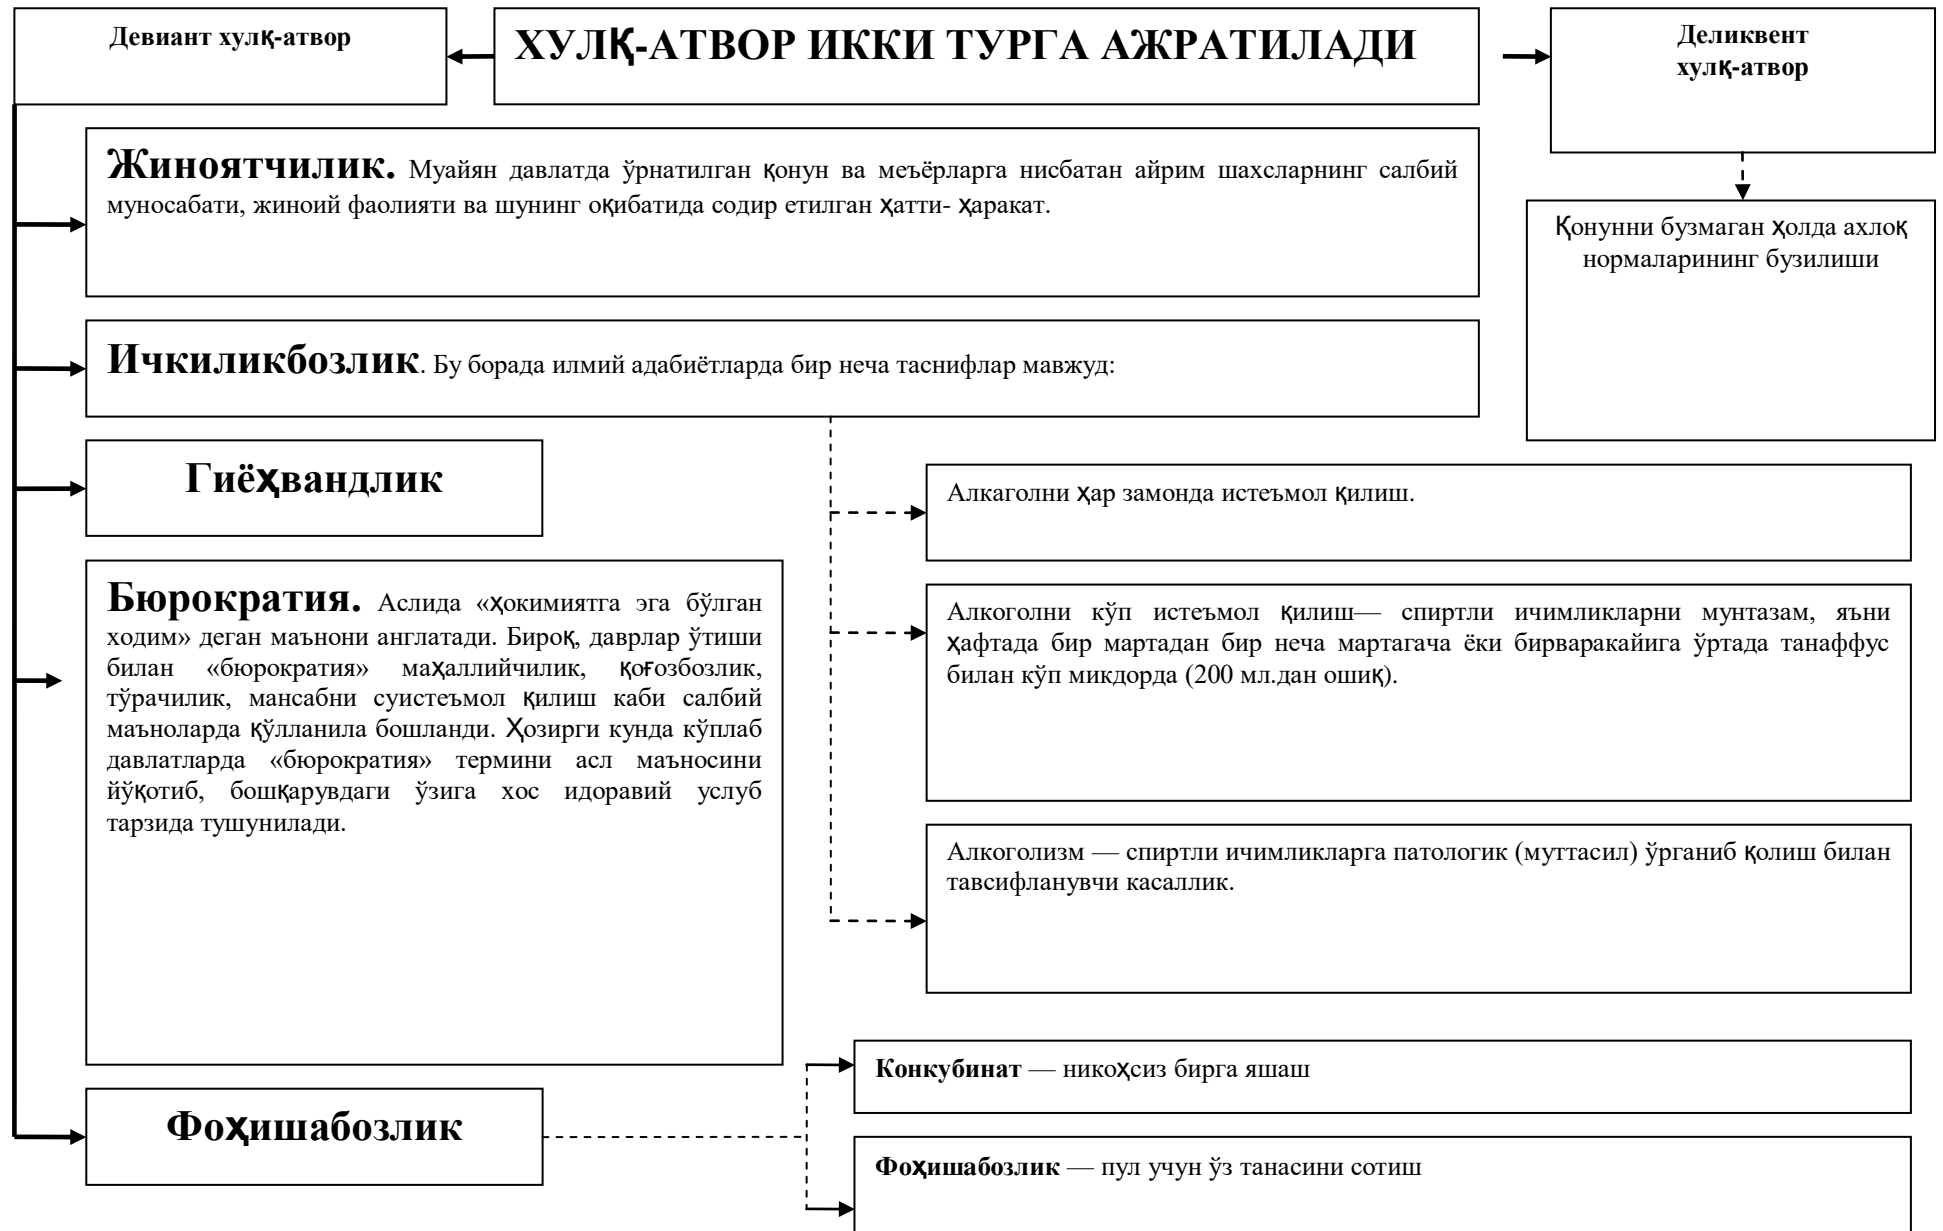 Девиант хулқ-атвор
ХУЛҚ-АТВОР ИККИ ТУРГА АЖРАТИЛАДИ
Деликвент
хулқ-атвор
Жиноятчилик. Муайян давлатда ўрнатилган қонун ва меъёрларга нисбатан айрим шахсларнинг салбий
муносабати, жиноий фаолияти ва шунинг оқибатида содир етилган ҳатти- ҳаракат.
Қонунни бузмаган ҳолда ахлоқ
нормаларининг бузилиши
Ичкиликбозлик. Бу борада илмий адабиётларда бир неча таснифлар мавжуд:
Гиёҳвандлик
Алкаголни ҳар замонда истеъмол қилиш.
Алкоголни кўп истеъмол қилиш— спиртли ичимликларни мунтазам, яъни
ҳафтада бир мартадан бир неча мартагача ёки бирваракайига ўртада танаффус
билан кўп микдорда (200 мл.дан ошиқ).
Алкоголизм — спиртли ичимликларга патологик (муттасил) ўрганиб қолиш билан
тавсифланувчи касаллик.
Бюрократия. Аслида «ҳокимиятга эга бўлган
ходим» деган маънони англатади. Бироқ, даврлар ўтиши
билан «бюрократия» маҳаллийчилик, қоғозбозлик,
тўрачилик, мансабни суистеъмол қилиш каби салбий
маъноларда қўлланила бошланди. Ҳозирги кунда кўплаб
давлатларда «бюрократия» термини асл маъносини
йўқотиб, бошқарувдаги ўзига хос идоравий услуб
тарзида тушунилади.
Фоҳишабозлик
Конкубинат — никоҳсиз бирга яшаш
Фоҳишабозлик — пул учун ўз танасини сотиш